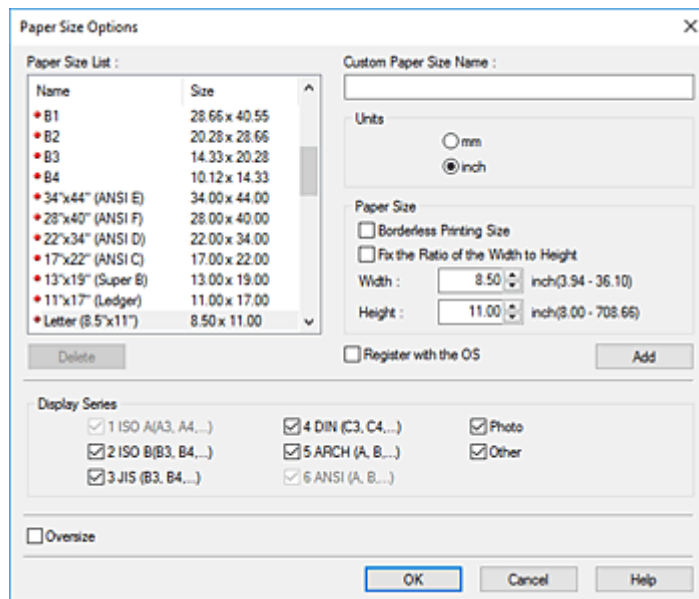 Paper Size Options
Paper Size List :
Name Size
B1 28.66 x 40.55
B2 20.28 x 28.66
B3 14.33 x 20.28
B4 10.12 x 14.33
34"x44" (ANSI E) 34.00 x 44.00
28"x40" (ANSI F) 28.00 x 40.00
22"x34" (ANSI D) 22.00 x 34.00
17"x22" (ANSI C) 17.00 x 22.00
13"x19" (Super B) 13.00 x 19.00
11"x17" (Ledger) 11.00 x 17.00
Letter (8.5"x11") 8.50 x 11.00
Delete
Custom Paper Size Name :
Units
mm
inch
Paper Size
Borderless Printing Size
Fix the Ratio of the Width to Height
Width : 8.50 inch(3.94 - 36.10)
Height : 11.00 inch(8.00 - 708.66)
Register with the OS Add
Display Series
1 ISO A(A3, A4,...) 4 DIN (C3, C4,...) Photo
2 ISO B(B3, B4,...) 5 ARCH (A, B,...) Other
3 JIS (B3, B4,...) 6 ANSI (A, B,...)
Oversize
OK Cancel Help